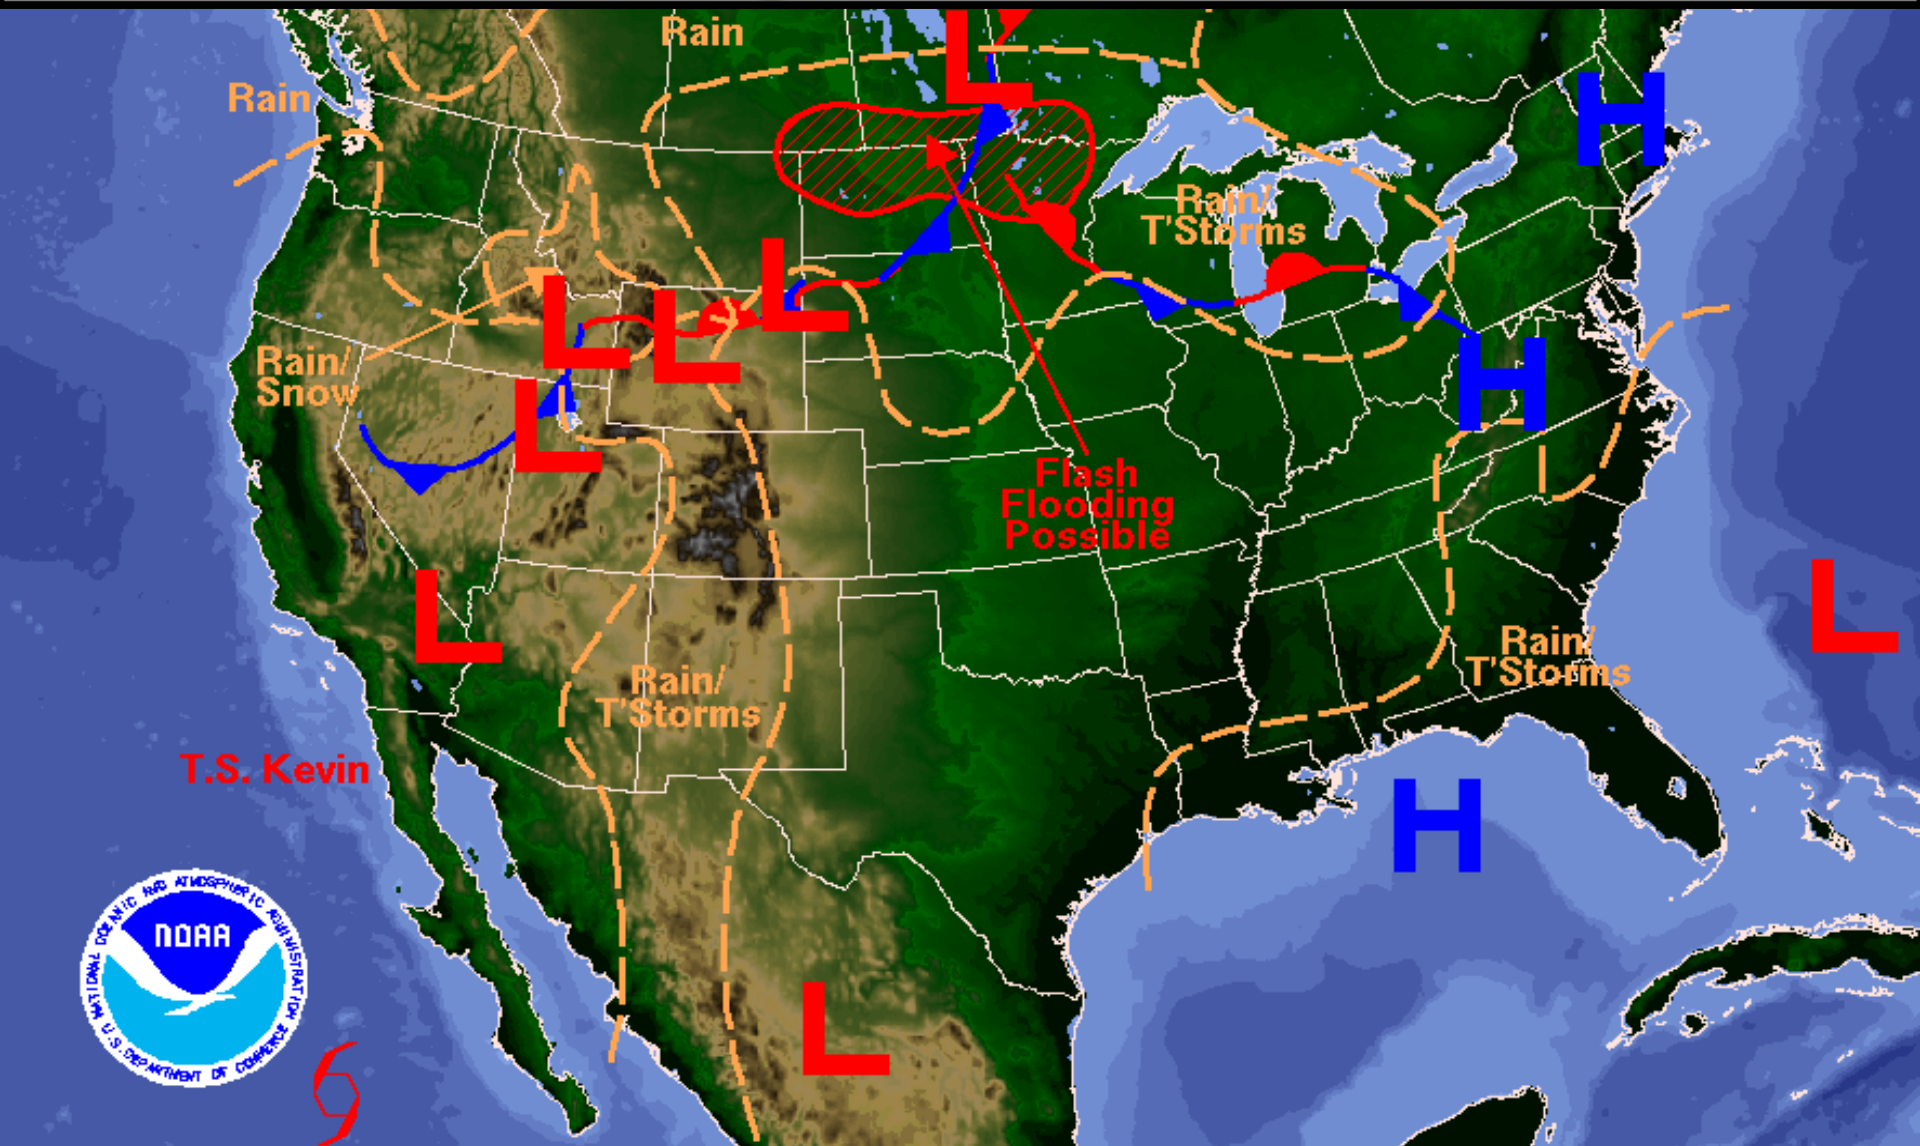 Rain
Rain
L
H
Rain/
T'Storms
L
L
L
Rain/
Snow
H
L
Flash
Flooding
Possible
L
L
Rain/
T'Storms
Rain/
T'Storms
T.S. Kevin
H
NATIONAL OCEANIC AND ATMOSPHERIC ADMINISTRATION
NOAA
U.S. DEPARTMENT OF COMMERCE
L